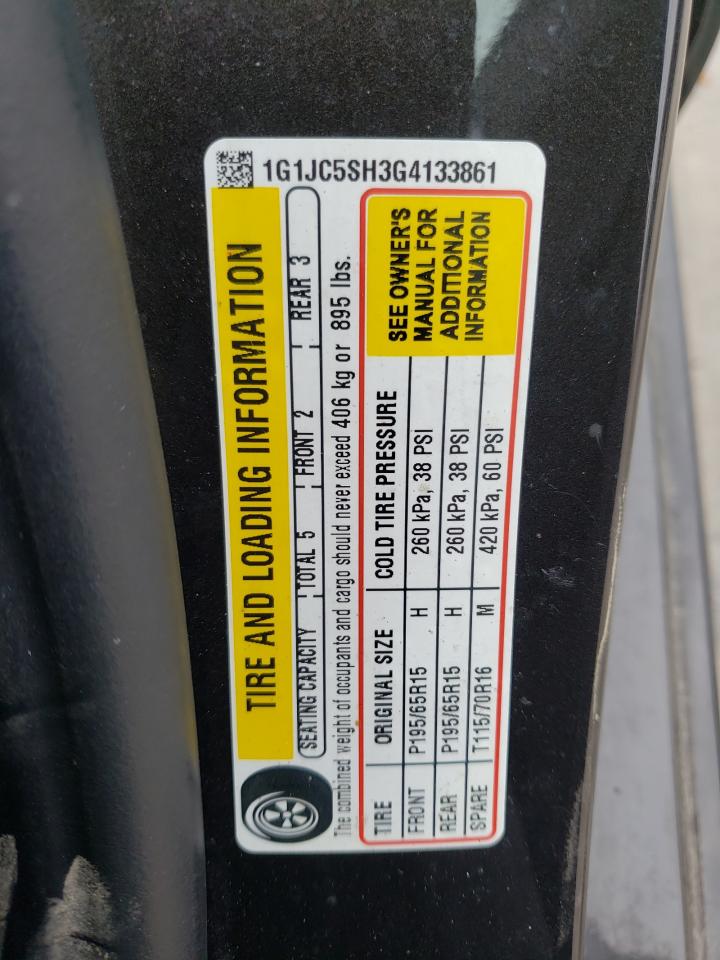 1G1JC5SH3G4133861
TIRE AND LOADING INFORMATION
SEATING CAPACITY TOTAL 5 FRONT 2 REAR 3
The combined weight of occupants and cargo should never exceed 406 kg or 895 lbs.
TIRE ORIGINAL SIZE COLD TIRE PRESSURE
FRONT P195/65R15 H 260 kPa, 38 PSI
REAR P195/65R15 H 260 kPa, 38 PSI
SPARE T115/70R16 M 420 kPa, 60 PSI
SEE OWNER'S
MANUAL FOR
ADDITIONAL
INFORMATION